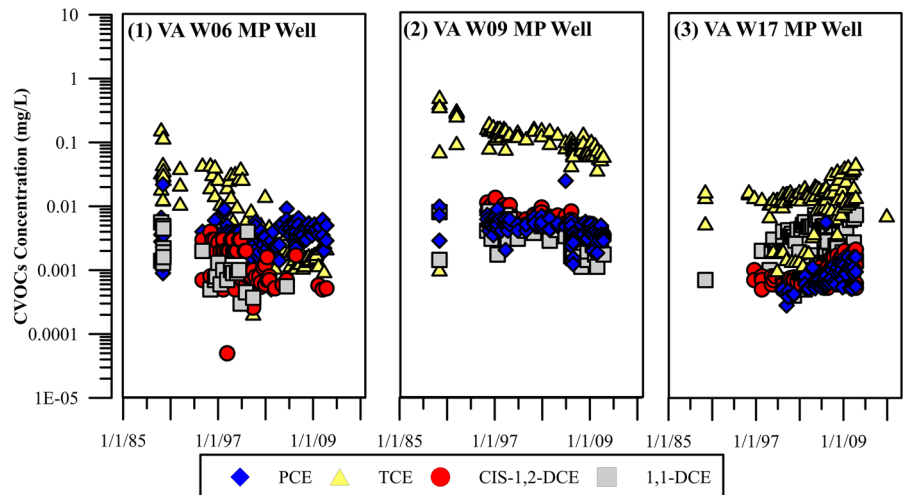 (1) VA W06 MP Well
(2) VA W09 MP Well
(3) VA W17 MP Well
CVOCs Concentration (mg/L)
10
1
0.1
0.01
0.001
0.0001
1E-05
1/1/85 1/1/97 1/1/09
1/1/85 1/1/97 1/1/09
1/1/85 1/1/97 1/1/09
PCE TCE CIS-1,2-DCE 1,1-DCE